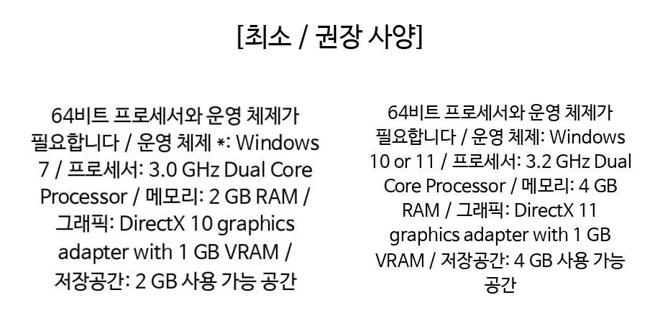 [최소 / 권장 사양]
64비트 프로세서와 운영 체제가
필요합니다 / 운영 체제 *: Windows
7 / 프로세서: 3.0 GHz Dual Core
Processor / 메모리: 2 GB RAM /
그래픽: DirectX 10 graphics
adapter with 1 GB VRAM /
저장공간: 2 GB 사용 가능 공간
64비트 프로세서와 운영 체제가
필요합니다 / 운영 체제: Windows
10 or 11 / 프로세서: 3.2 GHz Dual
Core Processor / 메모리: 4 GB
RAM / 그래픽: DirectX 11
graphics adapter with 1 GB
VRAM / 저장공간: 4 GB 사용 가능
공간